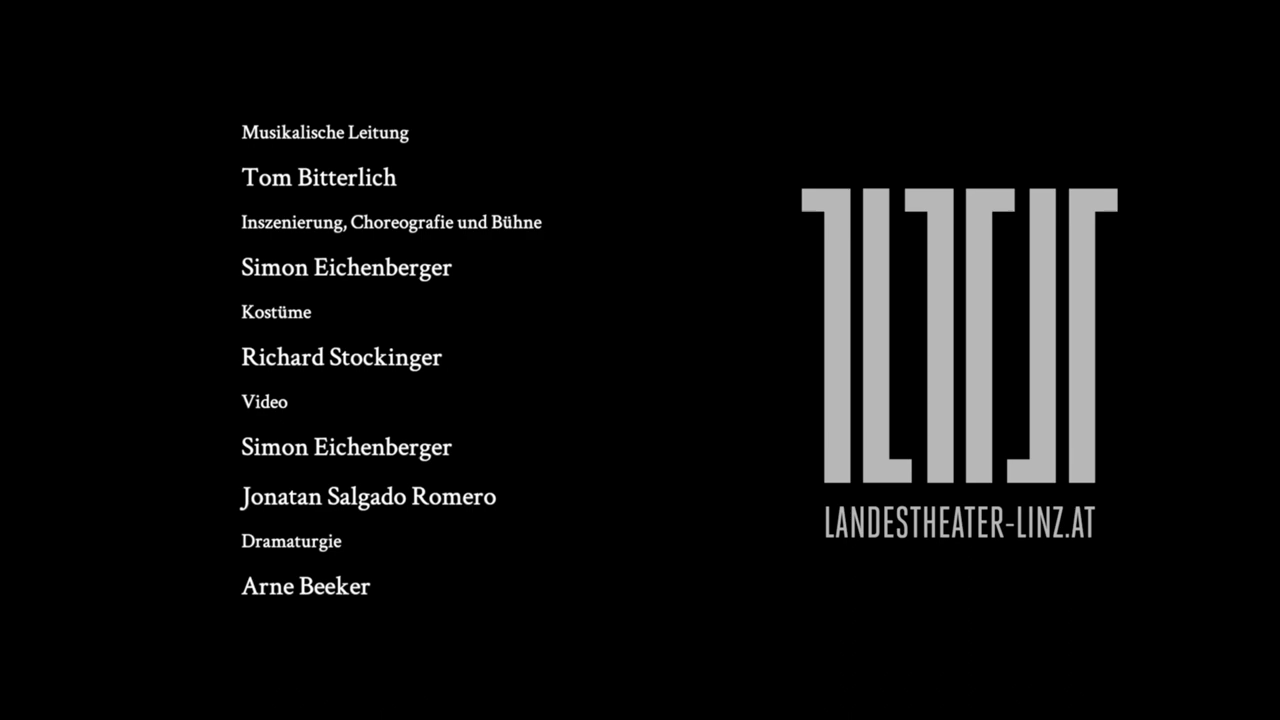 Musikalische Leitung
Tom Bitterlich
Inszenierung, Choreografie und Bühne
Simon Eichenberger
Kostüme
Richard Stockinger
Video
Simon Eichenberger
Jonatan Salgado Romero
Dramaturgie
Arne Beeker
LANDESTHEATER-LINZ.AT